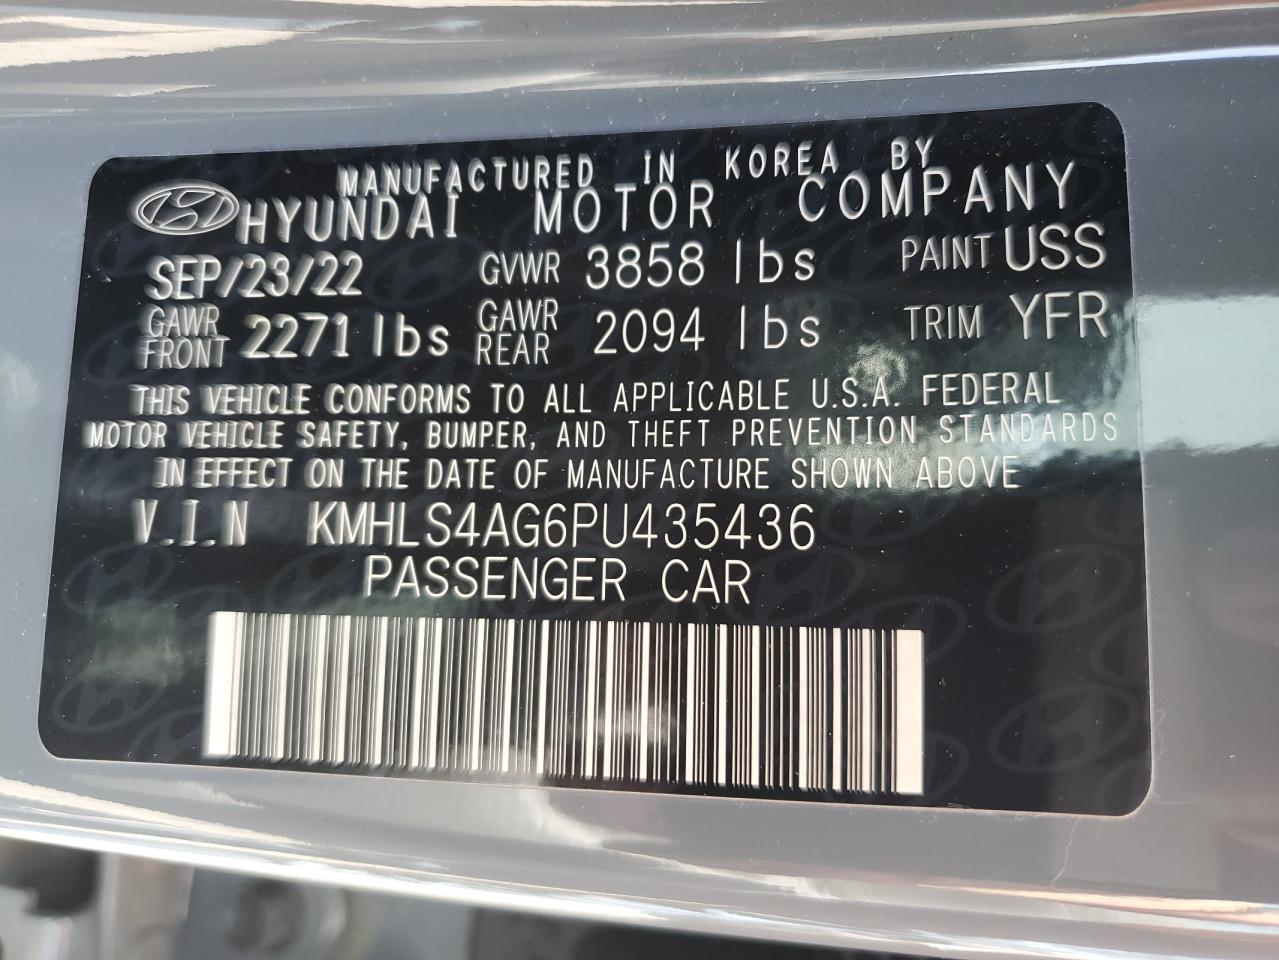 MANUFACTURED IN KOREA BY
HYUNDAI MOTOR COMPANY
SEP/23/22 GVWR 3858 lbs PAINT USS
GAWR FRONT 2271 lbs GAWR REAR 2094 lbs TRIM YFR
THIS VEHICLE CONFORMS TO ALL APPLICABLE U.S.A. FEDERAL
MOTOR VEHICLE SAFETY, BUMPER, AND THEFT PREVENTION STANDARDS
IN EFFECT ON THE DATE OF MANUFACTURE SHOWN ABOVE
V.I.N KMHLS4AG6PU435436
PASSENGER CAR